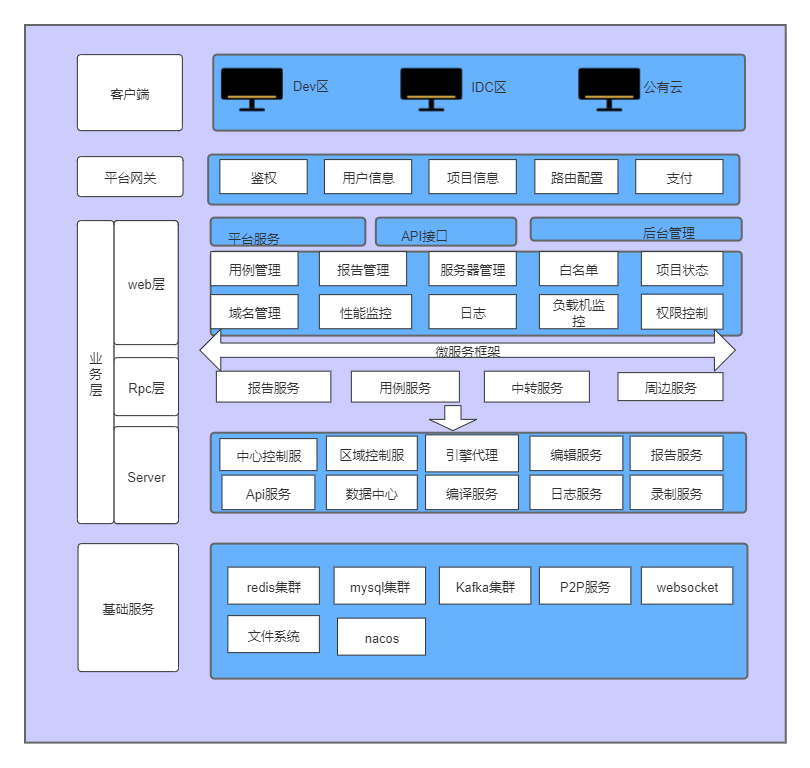 客户端
Dev区
IDC区
公有云
平台网关
鉴权
用户信息
项目信息
路由配置
支付
业
务
层
web层
平台服务
API接口
后台管理
用例管理
报告管理
服务器管理
白名单
项目状态
域名管理
性能监控
日志
负载机监
控
权限控制
微服务框架
Rpc层
报告服务
用例服务
中转服务
周边服务
Server
中心控制服
区域控制服
引擎代理
编辑服务
报告服务
Api服务
数据中心
编译服务
日志服务
录制服务
基础服务
redis集群
mysql集群
Kafka集群
P2P服务
websocket
文件系统
nacos